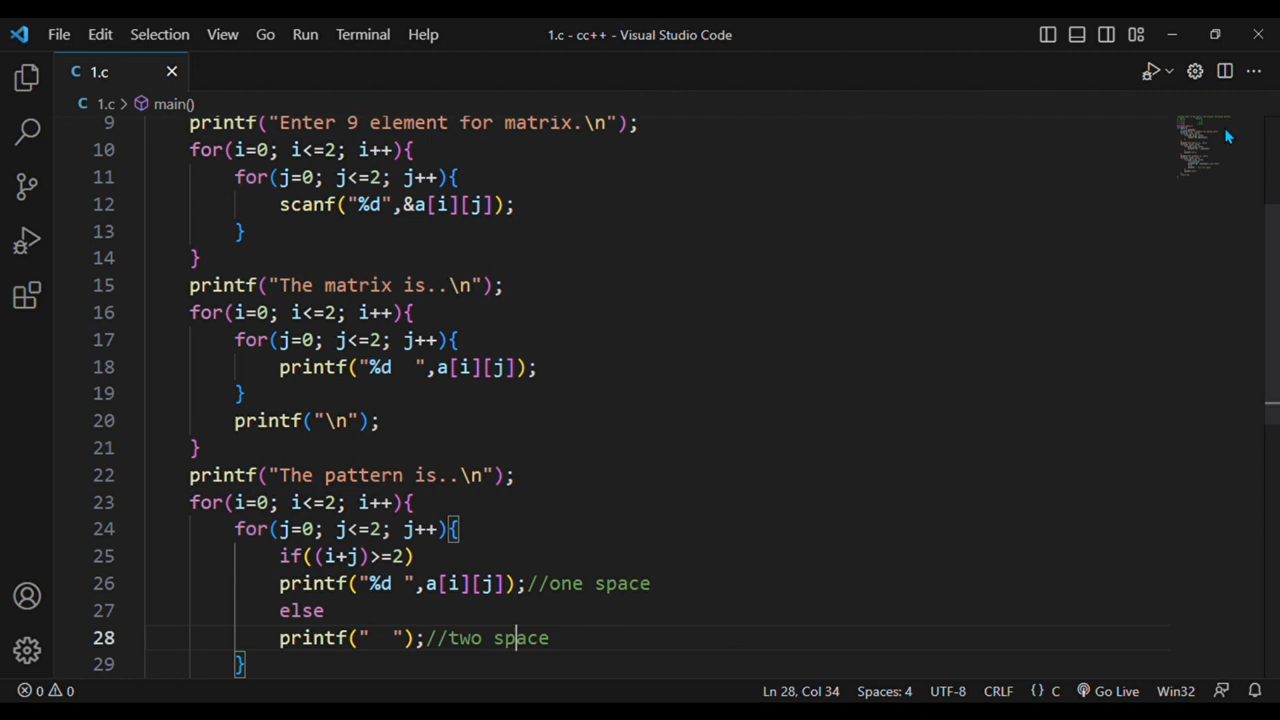 File Edit Selection View Go Run Terminal Help 1.c - cc++ - Visual Studio Code
C 1.c
C 1.c > main()
9 printf("Enter 9 element for matrix.\n");
10 for(i=0; i<=2; i++){
11 for(j=0; j<=2; j++){
12 scanf("%d",&a[i][j]);
13 }
14 }
15 printf("The matrix is..\n");
16 for(i=0; i<=2; i++){
17 for(j=0; j<=2; j++){
18 printf("%d  ",a[i][j]);
19 }
20 printf("\n");
21 }
22 printf("The pattern is..\n");
23 for(i=0; i<=2; i++){
24 for(j=0; j<=2; j++){
25 if((i+j)>=2)
26 printf("%d ",a[i][j]);//one space
27 else
28 printf("  ");//two space
29 }
0 0 Ln 28, Col 34 Spaces: 4 UTF-8 CRLF {} C Go Live Win32